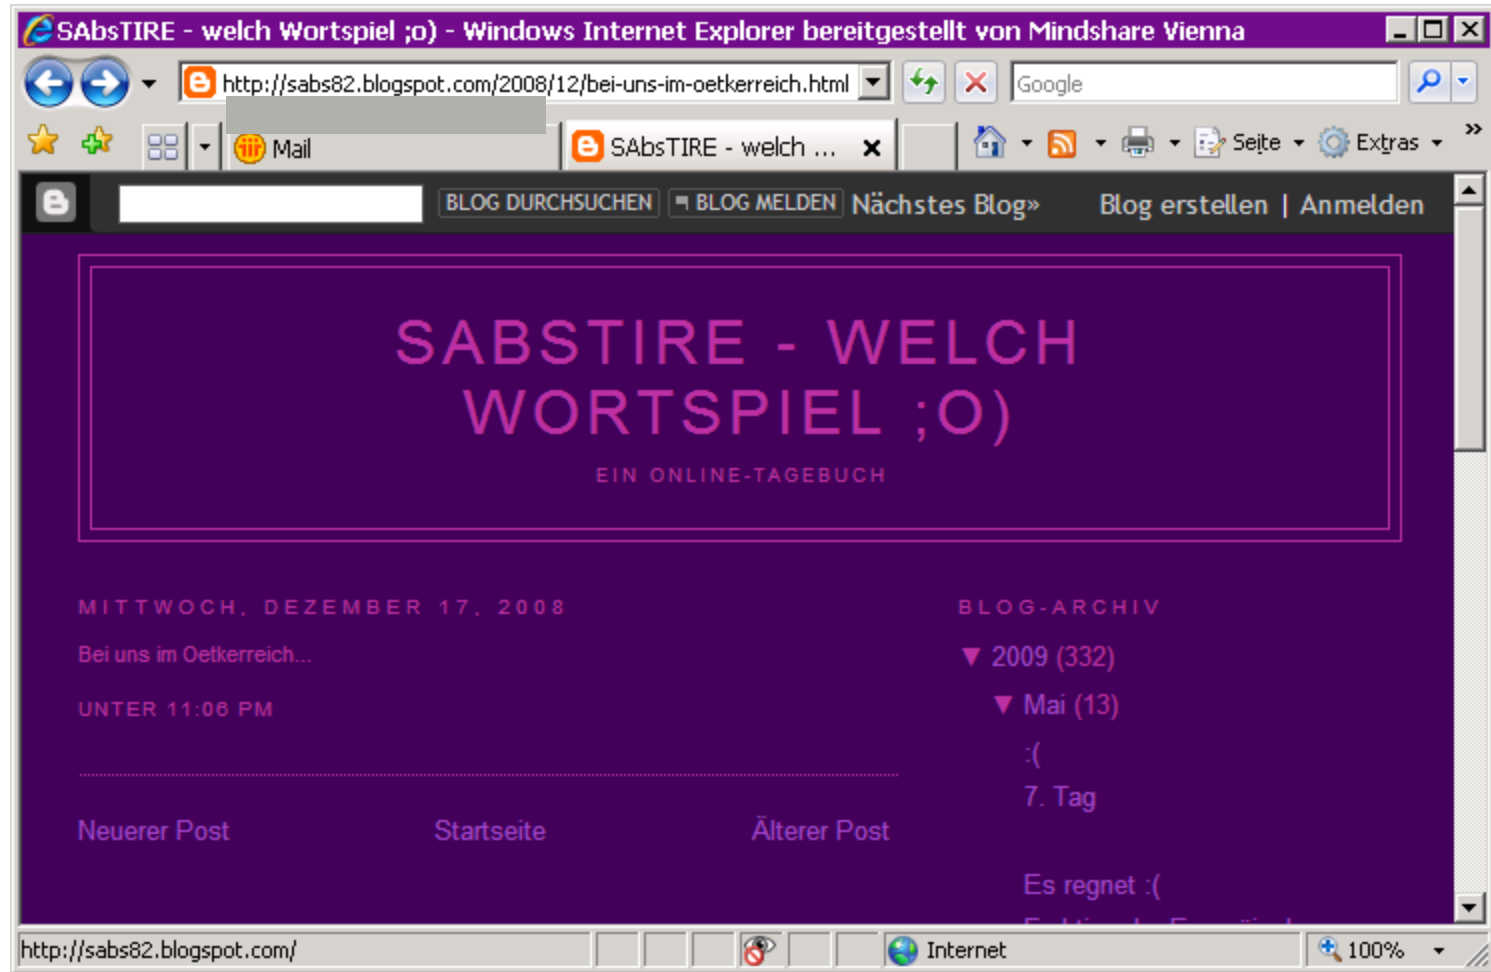 SAbsTIRE - welch Wortspiel ;o) - Windows Internet Explorer bereitgestellt von Mindshare Vienna
http://sabs82.blogspot.com/2008/12/bei-uns-im-oetkerreich.html
Google
Mail
SAbsTIRE - welch ...
Seite
Extras
BLOG DURCHSUCHEN
BLOG MELDEN
Nächstes Blog»
Blog erstellen | Anmelden
SABSTIRE - WELCH
WORTSPIEL ;O)
EIN ONLINE-TAGEBUCH
MITTWOCH, DEZEMBER 17, 2008
Bei uns im Oetkerreich...
UNTER 11:06 PM
Neuerer Post
Startseite
Älterer Post
BLOG-ARCHIV
▼ 2009 (332)
▼ Mai (13)
:(
7. Tag
Es regnet :(
http://sabs82.blogspot.com/
Internet
100%